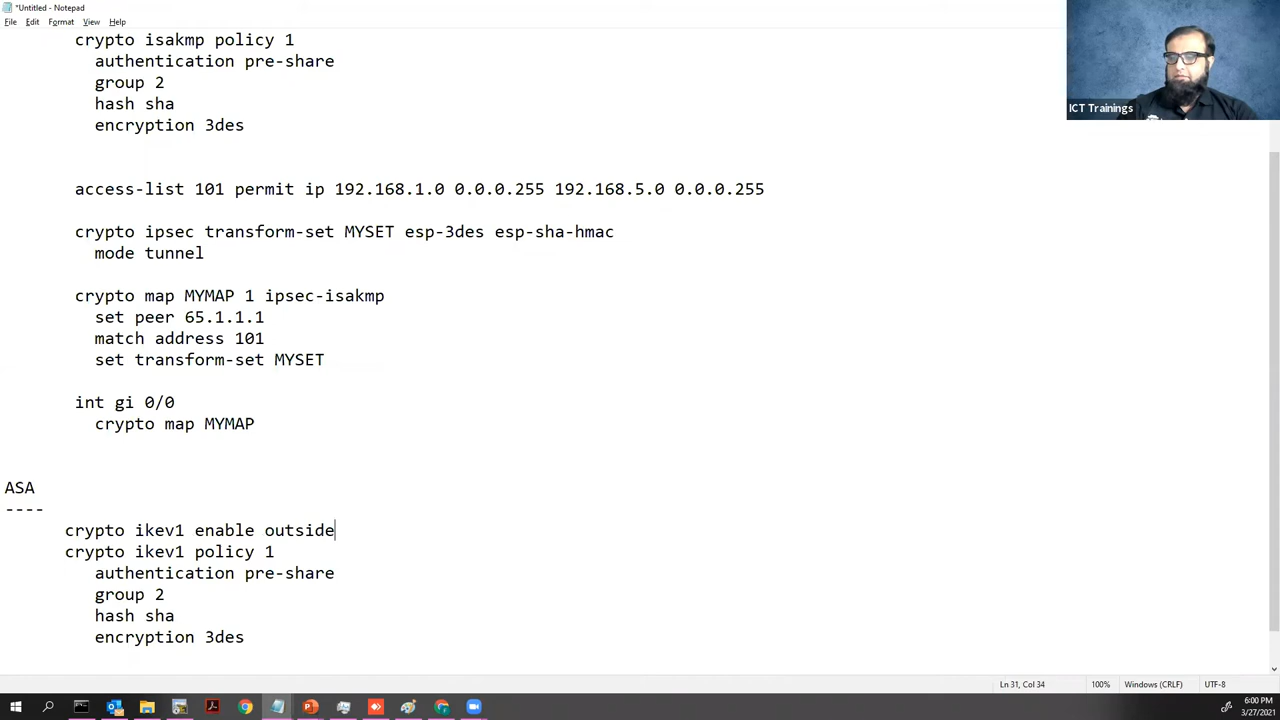 *Untitled - Notepad
File Edit Format View Help
crypto isakmp policy 1
authentication pre-share
group 2
hash sha
encryption 3des
access-list 101 permit ip 192.168.1.0 0.0.0.255 192.168.5.0 0.0.0.255
crypto ipsec transform-set MYSET esp-3des esp-sha-hmac
mode tunnel
crypto map MYMAP 1 ipsec-isakmp
set peer 65.1.1.1
match address 101
set transform-set MYSET
int gi 0/0
crypto map MYMAP
ASA
----
crypto ikev1 enable outside
crypto ikev1 policy 1
authentication pre-share
group 2
hash sha
encryption 3des
ICT Trainings
Ln 31, Col 34 100% Windows (CRLF) UTF-8
6:00 PM
3/27/2021